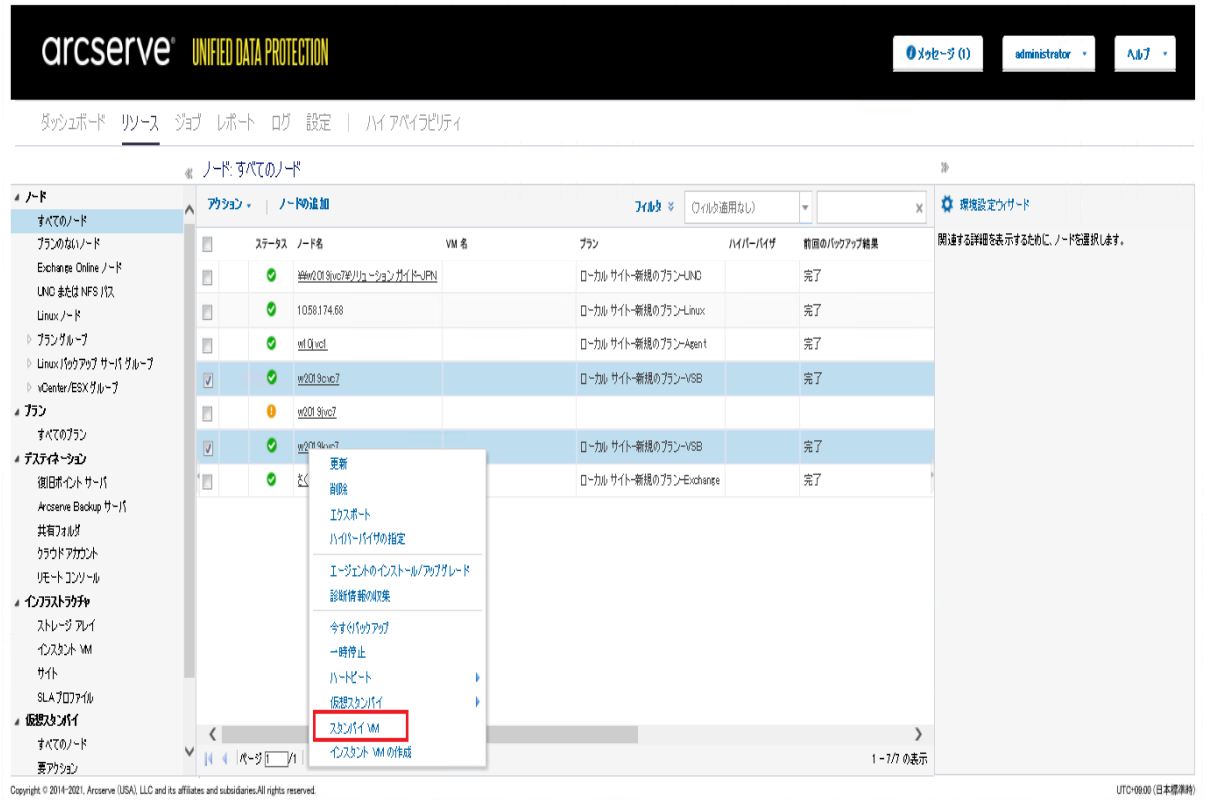 arcserve® UNIFIED DATA PROTECTION
メッセージ (1) administrator ヘルプ
ダッシュボード リソース ジョブ レポート ログ 設定 | ハイ アベイラビリティ
ノード: すべてのノード
ノード
すべてのノード
プランのないノード
Exchange Online ノード
UNC または NFS パス
Linux ノード
プラン グループ
Linux バックアップ サーバ グループ
vCenter/ESX グループ
プラン
すべてのプラン
デスティネーション
復旧ポイント サーバ
Arcserve Backup サーバ
共有フォルダ
クラウド アカウント
リモート コンソール
インフラストラクチャ
ストレージ アレイ
インスタント VM
サイト
SLA プロファイル
仮想スタンバイ
すべてのノード
要アクション
アクション | ノードの追加 フィルタ (フィルタ適用なし)
ステータス ノード名 VM 名 プラン ハイパーバイザ 前回のバックアップ結果
¥¥w2019jvc7¥ソリューション ガイド-JPN ローカル サイト-新規のプラン-UNC 完了
10.58.174.68 ローカル サイト-新規のプラン-Linux 完了
w10jvc1 ローカル サイト-新規のプラン-Agent 完了
w2019cvc7 ローカル サイト-新規のプラン-VSB 完了
w2019jvc7
w2019kvc7 ローカル サイト-新規のプラン-VSB 完了
ローカル サイト-新規のプラン-Exchange 完了
更新
削除
エクスポート
ハイパーバイザの指定
エージェントのインストール/アップグレード
診断情報の収集
今すぐバックアップ
一時停止
ハートビート
仮想スタンバイ
スタンバイ VM
インスタント VM の作成
ページ 1 /1
1 - 7/7 の表示
環境設定ウィザード
関連する詳細を表示するために、ノードを選択します。
Copyright © 2014-2021, Arcserve (USA), LLC and its affiliates and subsidiaries.All rights reserved.
UTC+09:00 (日本標準時)